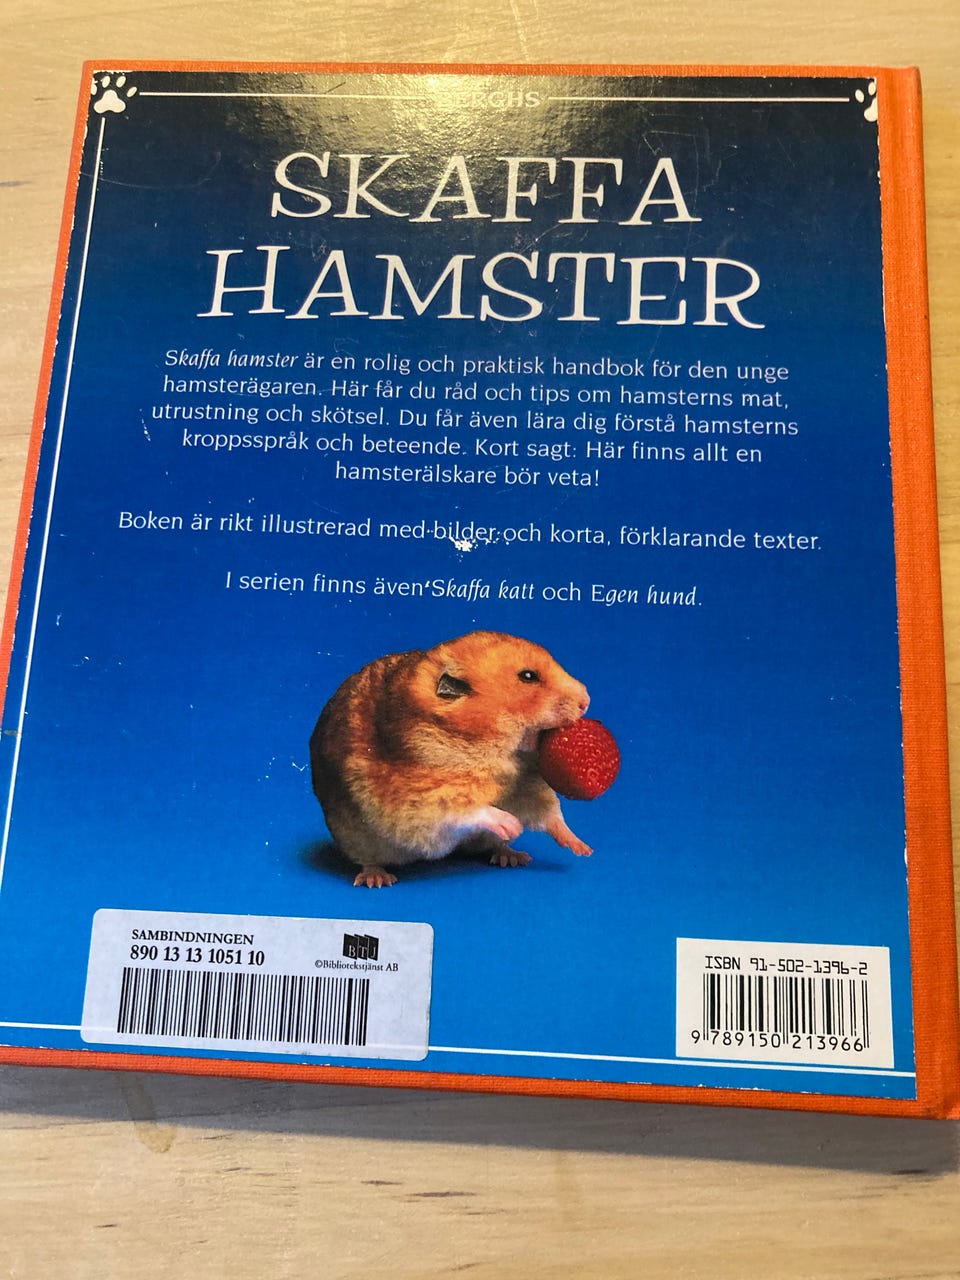 BERGHS
SKAFFA
HAMSTER
Skaffa hamster är en rolig och praktisk handbok för den unge
hamsterägaren. Här får du råd och tips om hamsterns mat,
utrustning och skötsel. Du får även lära dig förstå hamsterns
kroppsspråk och beteende. Kort sagt: Här finns allt en
hamsterälskare bör veta!
Boken är rikt illustrerad med bilder och korta, förklarande texter.
I serien finns även Skaffa katt och Egen hund.
SAMBINDNINGEN
890 13 13 1051 10
BTJ
©Bibliotekstjänst AB
ISBN 91-502-1396-2
9 789150 213966